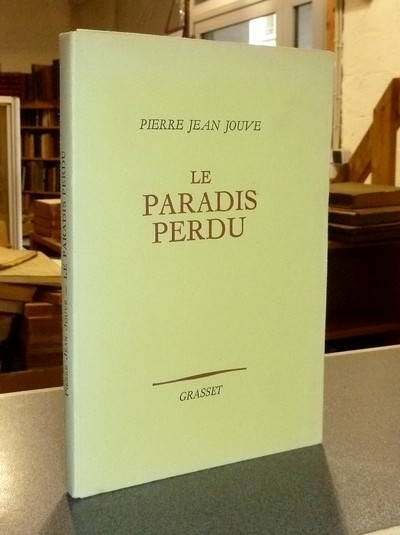 PIERRE JEAN JOUVE
LE
PARADIS
PERDU
GRASSET
Pierre Jean Jouve - LE PARADIS PERDU